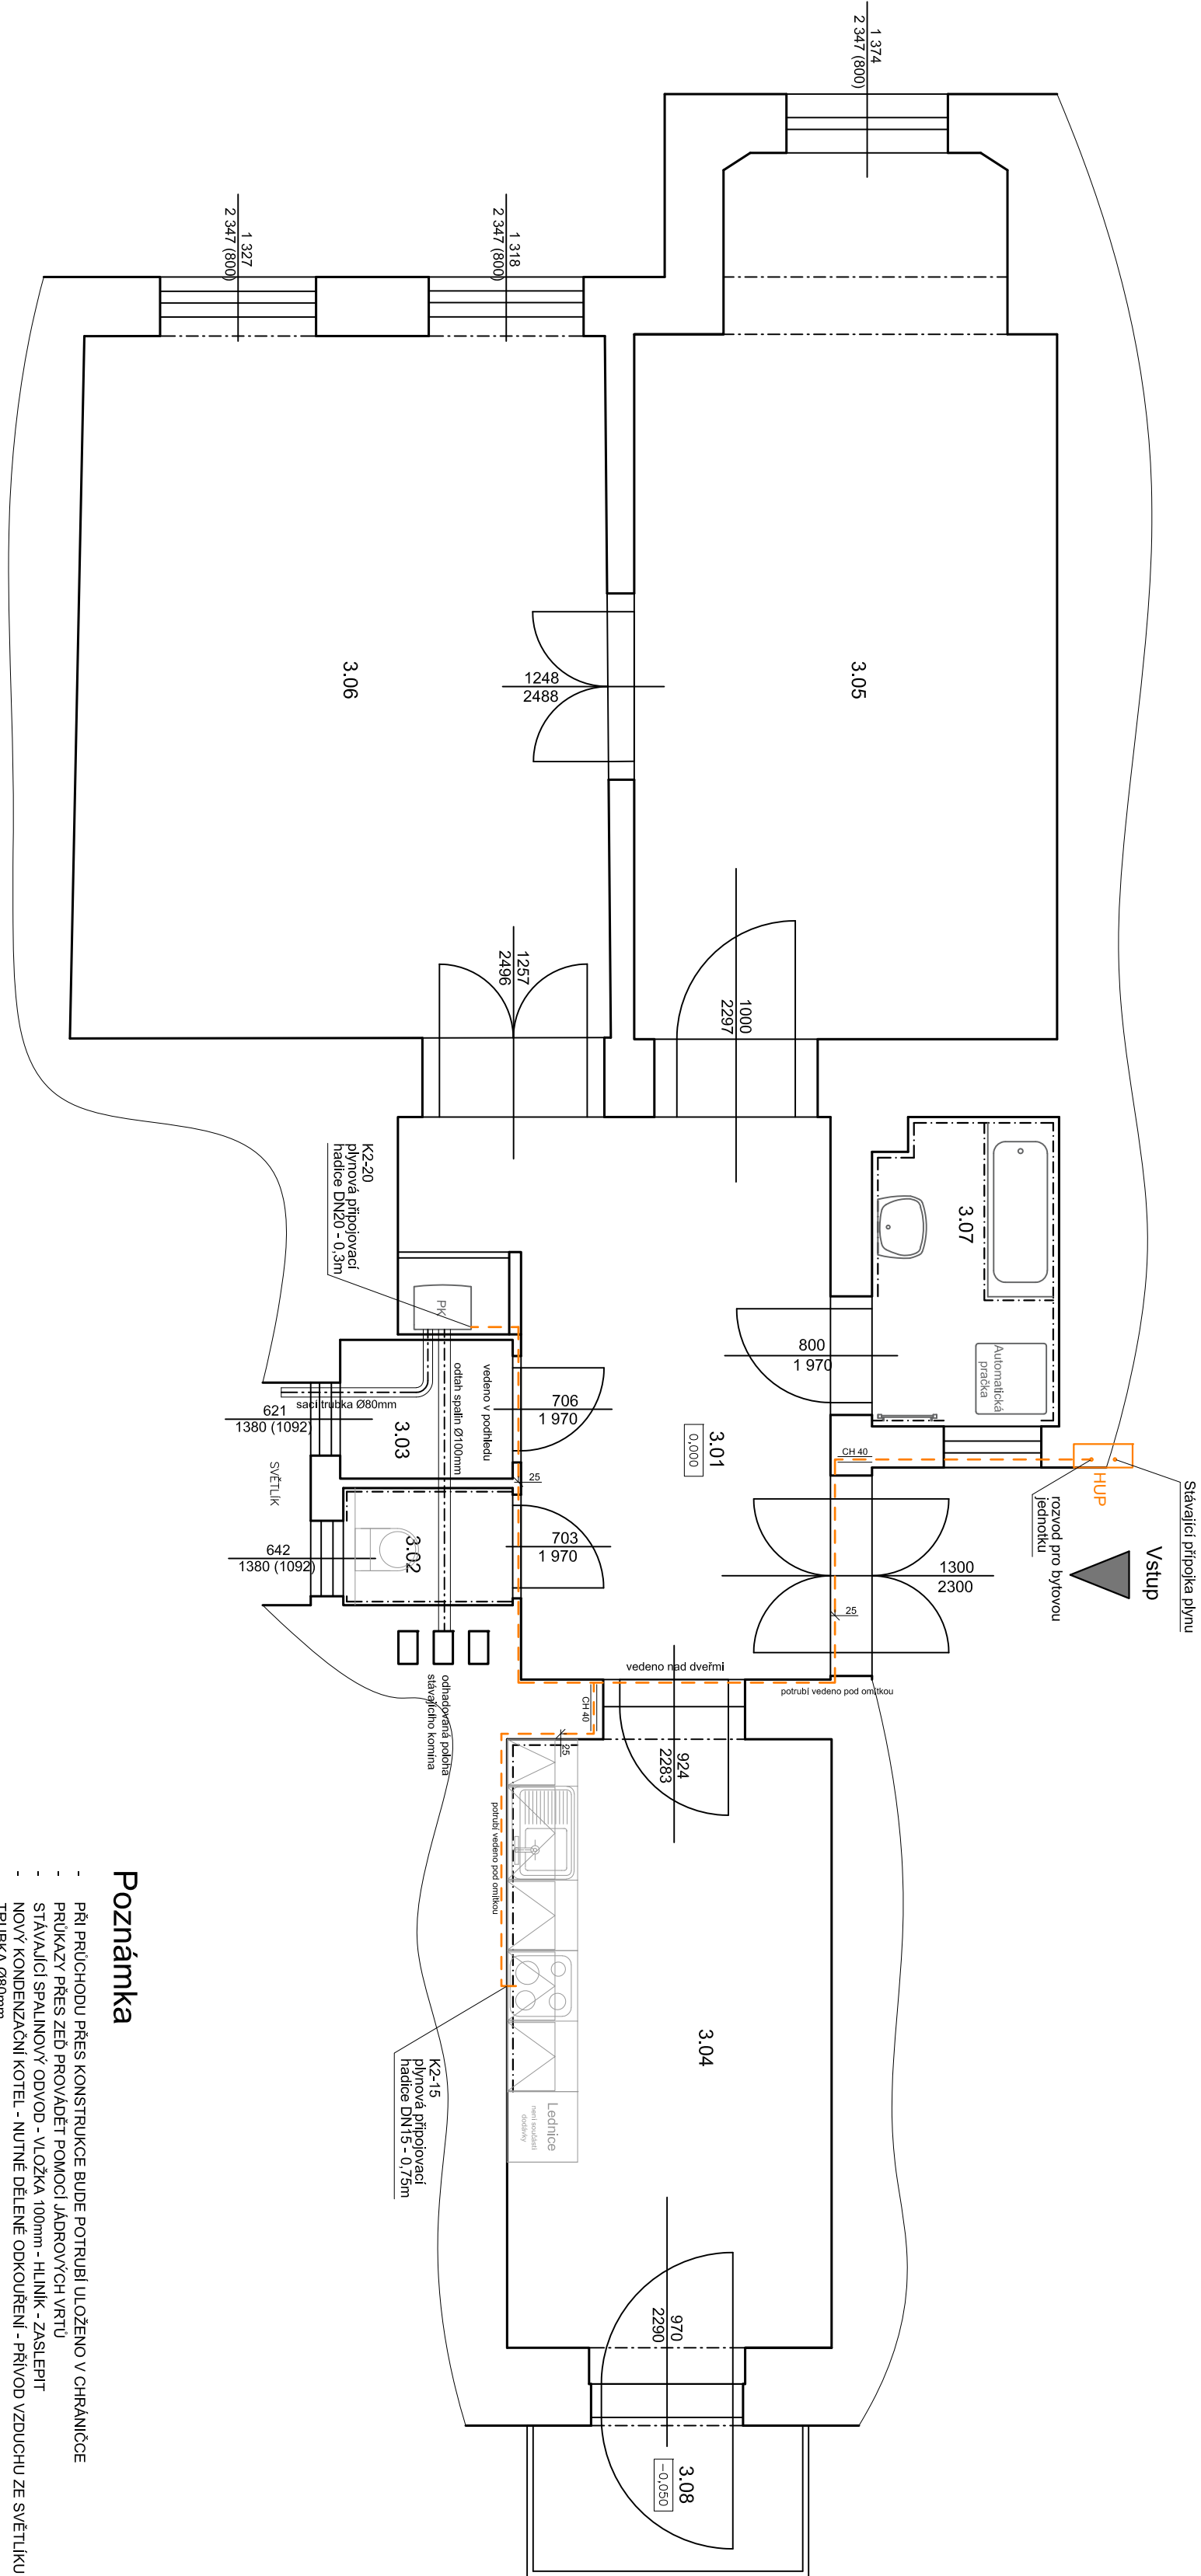 1 374
2 347 (800)
1 327
2 347 (800)
1 318
2 347 (800)
3.06
3.05
1248
2488
1257
2496
1000
2297
K2-20
plynová připojovací
hadice DN20 - 0,3m
PK
3.07
Automatická
pračka
800
1 970
3.01
0,000
CH 40
HUP
Stávající přípojka plynu
rozvod pro bytovou
jednotku
Vstup
1300
2300
25
vedeno v podhledu
odtah spalin Ø100mm
sací trubka Ø80mm
621
1380 (1092)
3.03
706
1 970
25
SVĚTLÍK
642
1380 (1092)
3.02
703
1 970
vedeno nad dveřmi
potrubí vedeno pod omítkou
odhadovaná poloha
stávajícího komína
CH 40
25
924
2283
potrubí vedeno pod omítkou
3.04
K2-15
plynová připojovací
hadice DN15 - 0,75m
Lednice
není součástí
dodávky
970
2290
3.08
-0,050
Poznámka
- PŘI PRŮCHODU PŘES KONSTRUKCE BUDE POTRUBÍ ULOŽENO V CHRÁNIČCE
- PRŮKAZY PŘES ZEĎ PROVÁDĚT POMOCÍ JÁDROVÝCH VRTŮ
- STÁVAJÍCÍ SPALINOVÝ ODVOD - VLOŽKA 100mm - HLINÍK - ZASLEPIT
- NOVÝ KONDENZAČNÍ KOTEL - NUTNÉ DĚLENÉ ODKOUŘENÍ - PŘÍVOD VZDUCHU ZE SVĚTLÍKU
TRUBKA Ø80mm